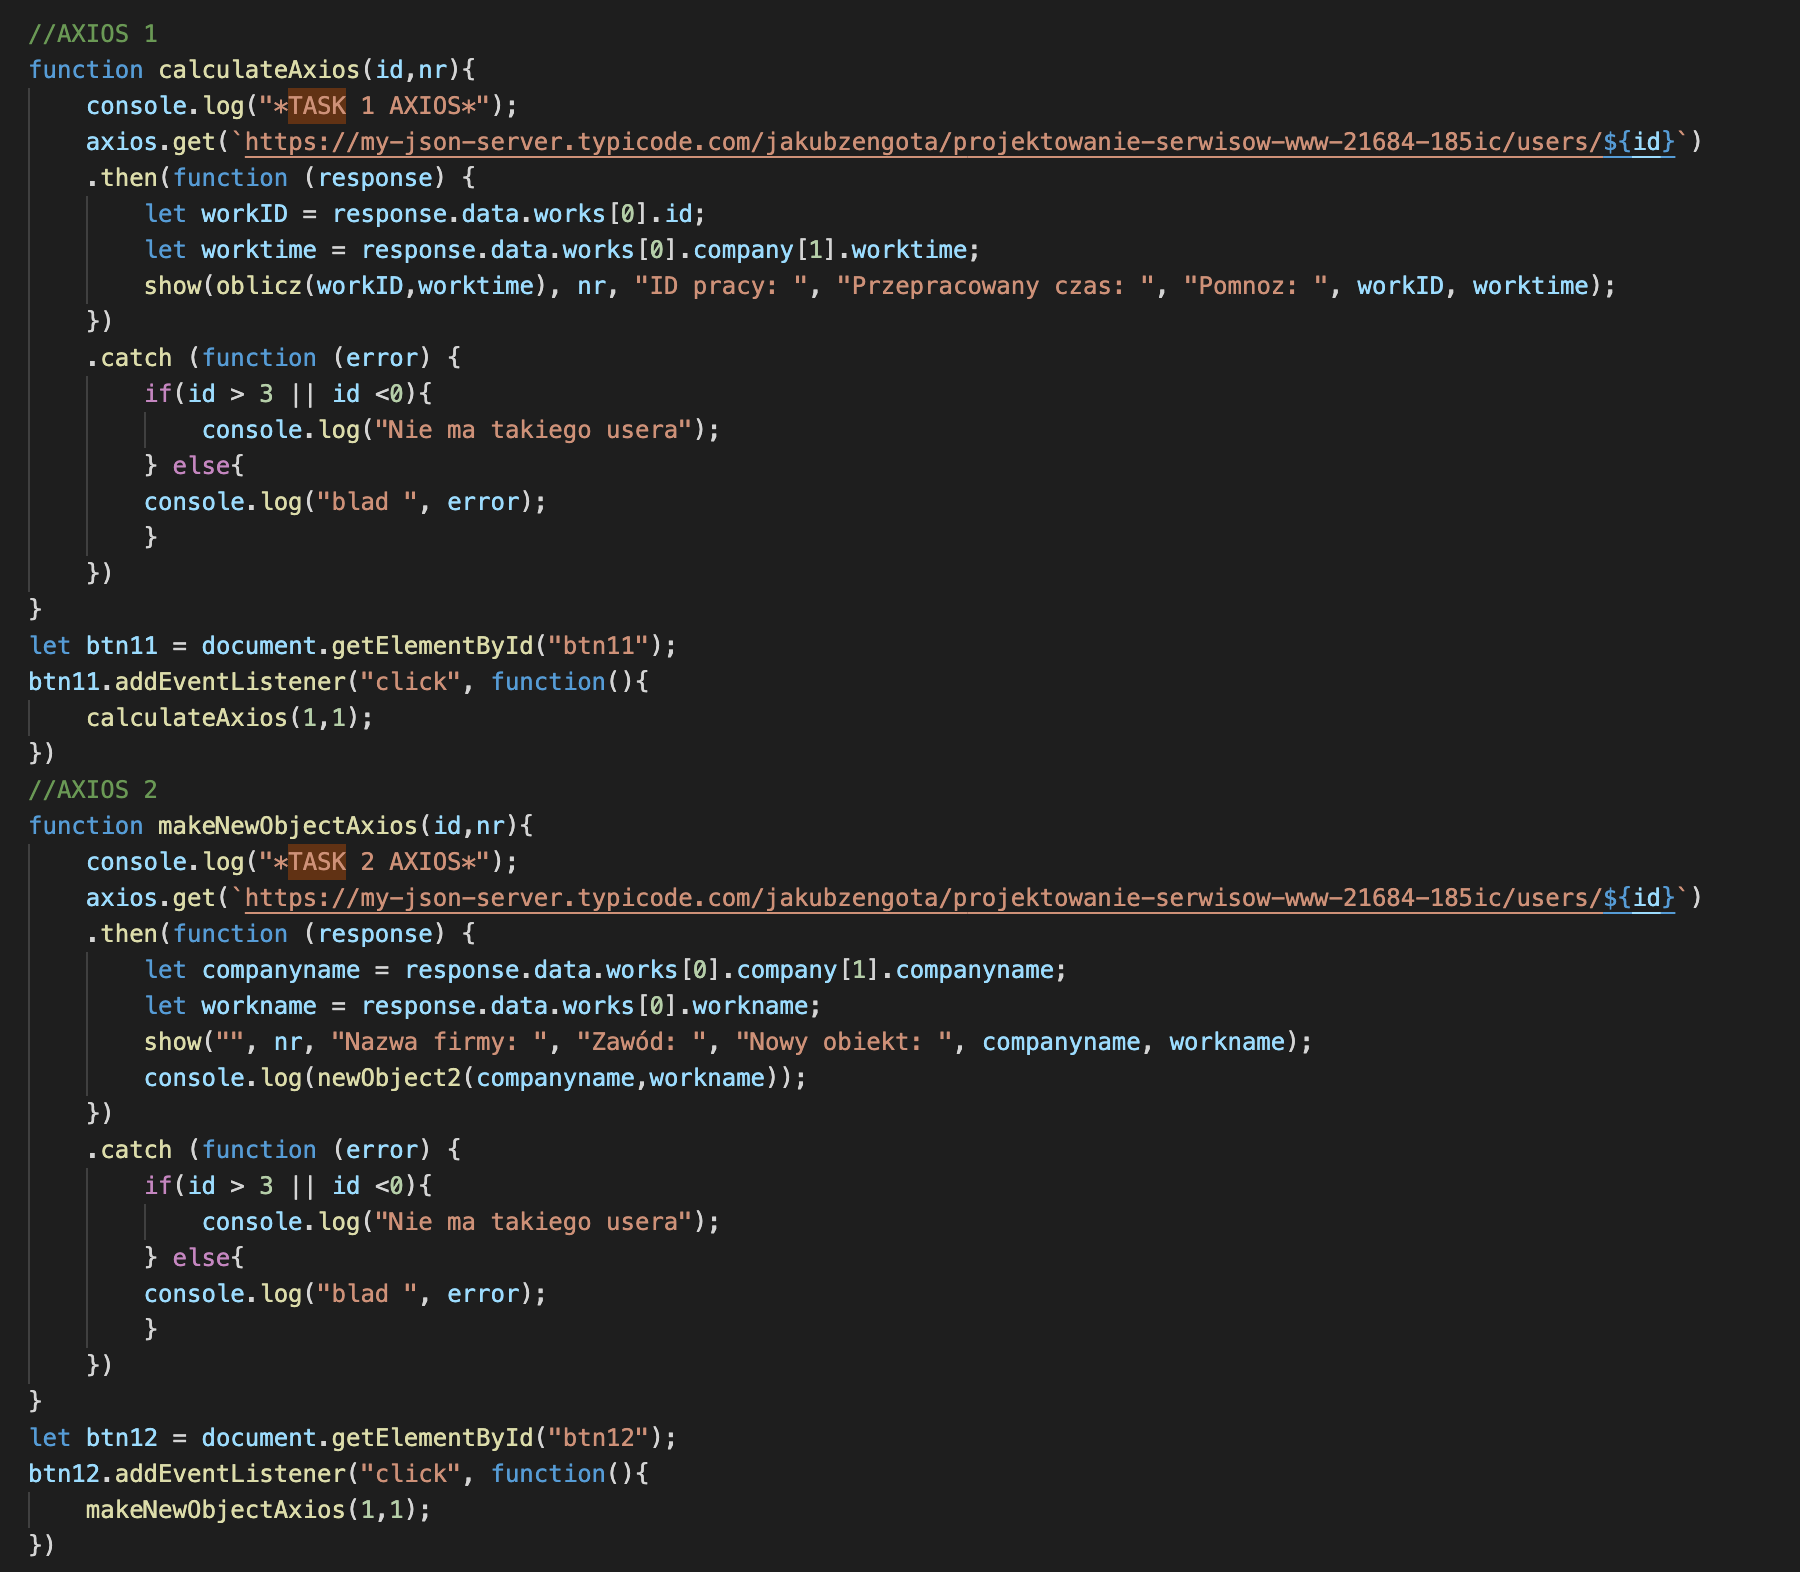 //AXIOS 1
function calculateAxios(id,nr){
    console.log("*TASK 1 AXIOS*");
    axios.get(`https://my-json-server.typicode.com/jakubzengota/projektowanie-serwisow-www-21684-185ic/users/${id}`)
    .then(function (response) {
        let workID = response.data.works[0].id;
        let worktime = response.data.works[0].company[1].worktime;
        show(oblicz(workID,worktime), nr, "ID pracy: ", "Przepracowany czas: ", "Pomnoz: ", workID, worktime);
    })
    .catch (function (error) {
        if(id > 3 || id <0){
            console.log("Nie ma takiego usera");
        } else{
        console.log("blad ", error);
        }
    })
}
let btn11 = document.getElementById("btn11");
btn11.addEventListener("click", function(){
    calculateAxios(1,1);
})
//AXIOS 2
function makeNewObjectAxios(id,nr){
    console.log("*TASK 2 AXIOS*");
    axios.get(`https://my-json-server.typicode.com/jakubzengota/projektowanie-serwisow-www-21684-185ic/users/${id}`)
    .then(function (response) {
        let companyname = response.data.works[0].company[1].companyname;
        let workname = response.data.works[0].workname;
        show("", nr, "Nazwa firmy: ", "Zawód: ", "Nowy obiekt: ", companyname, workname);
        console.log(newObject2(companyname,workname));
    })
    .catch (function (error) {
        if(id > 3 || id <0){
            console.log("Nie ma takiego usera");
        } else{
        console.log("blad ", error);
        }
    })
}
let btn12 = document.getElementById("btn12");
btn12.addEventListener("click", function(){
    makeNewObjectAxios(1,1);
})